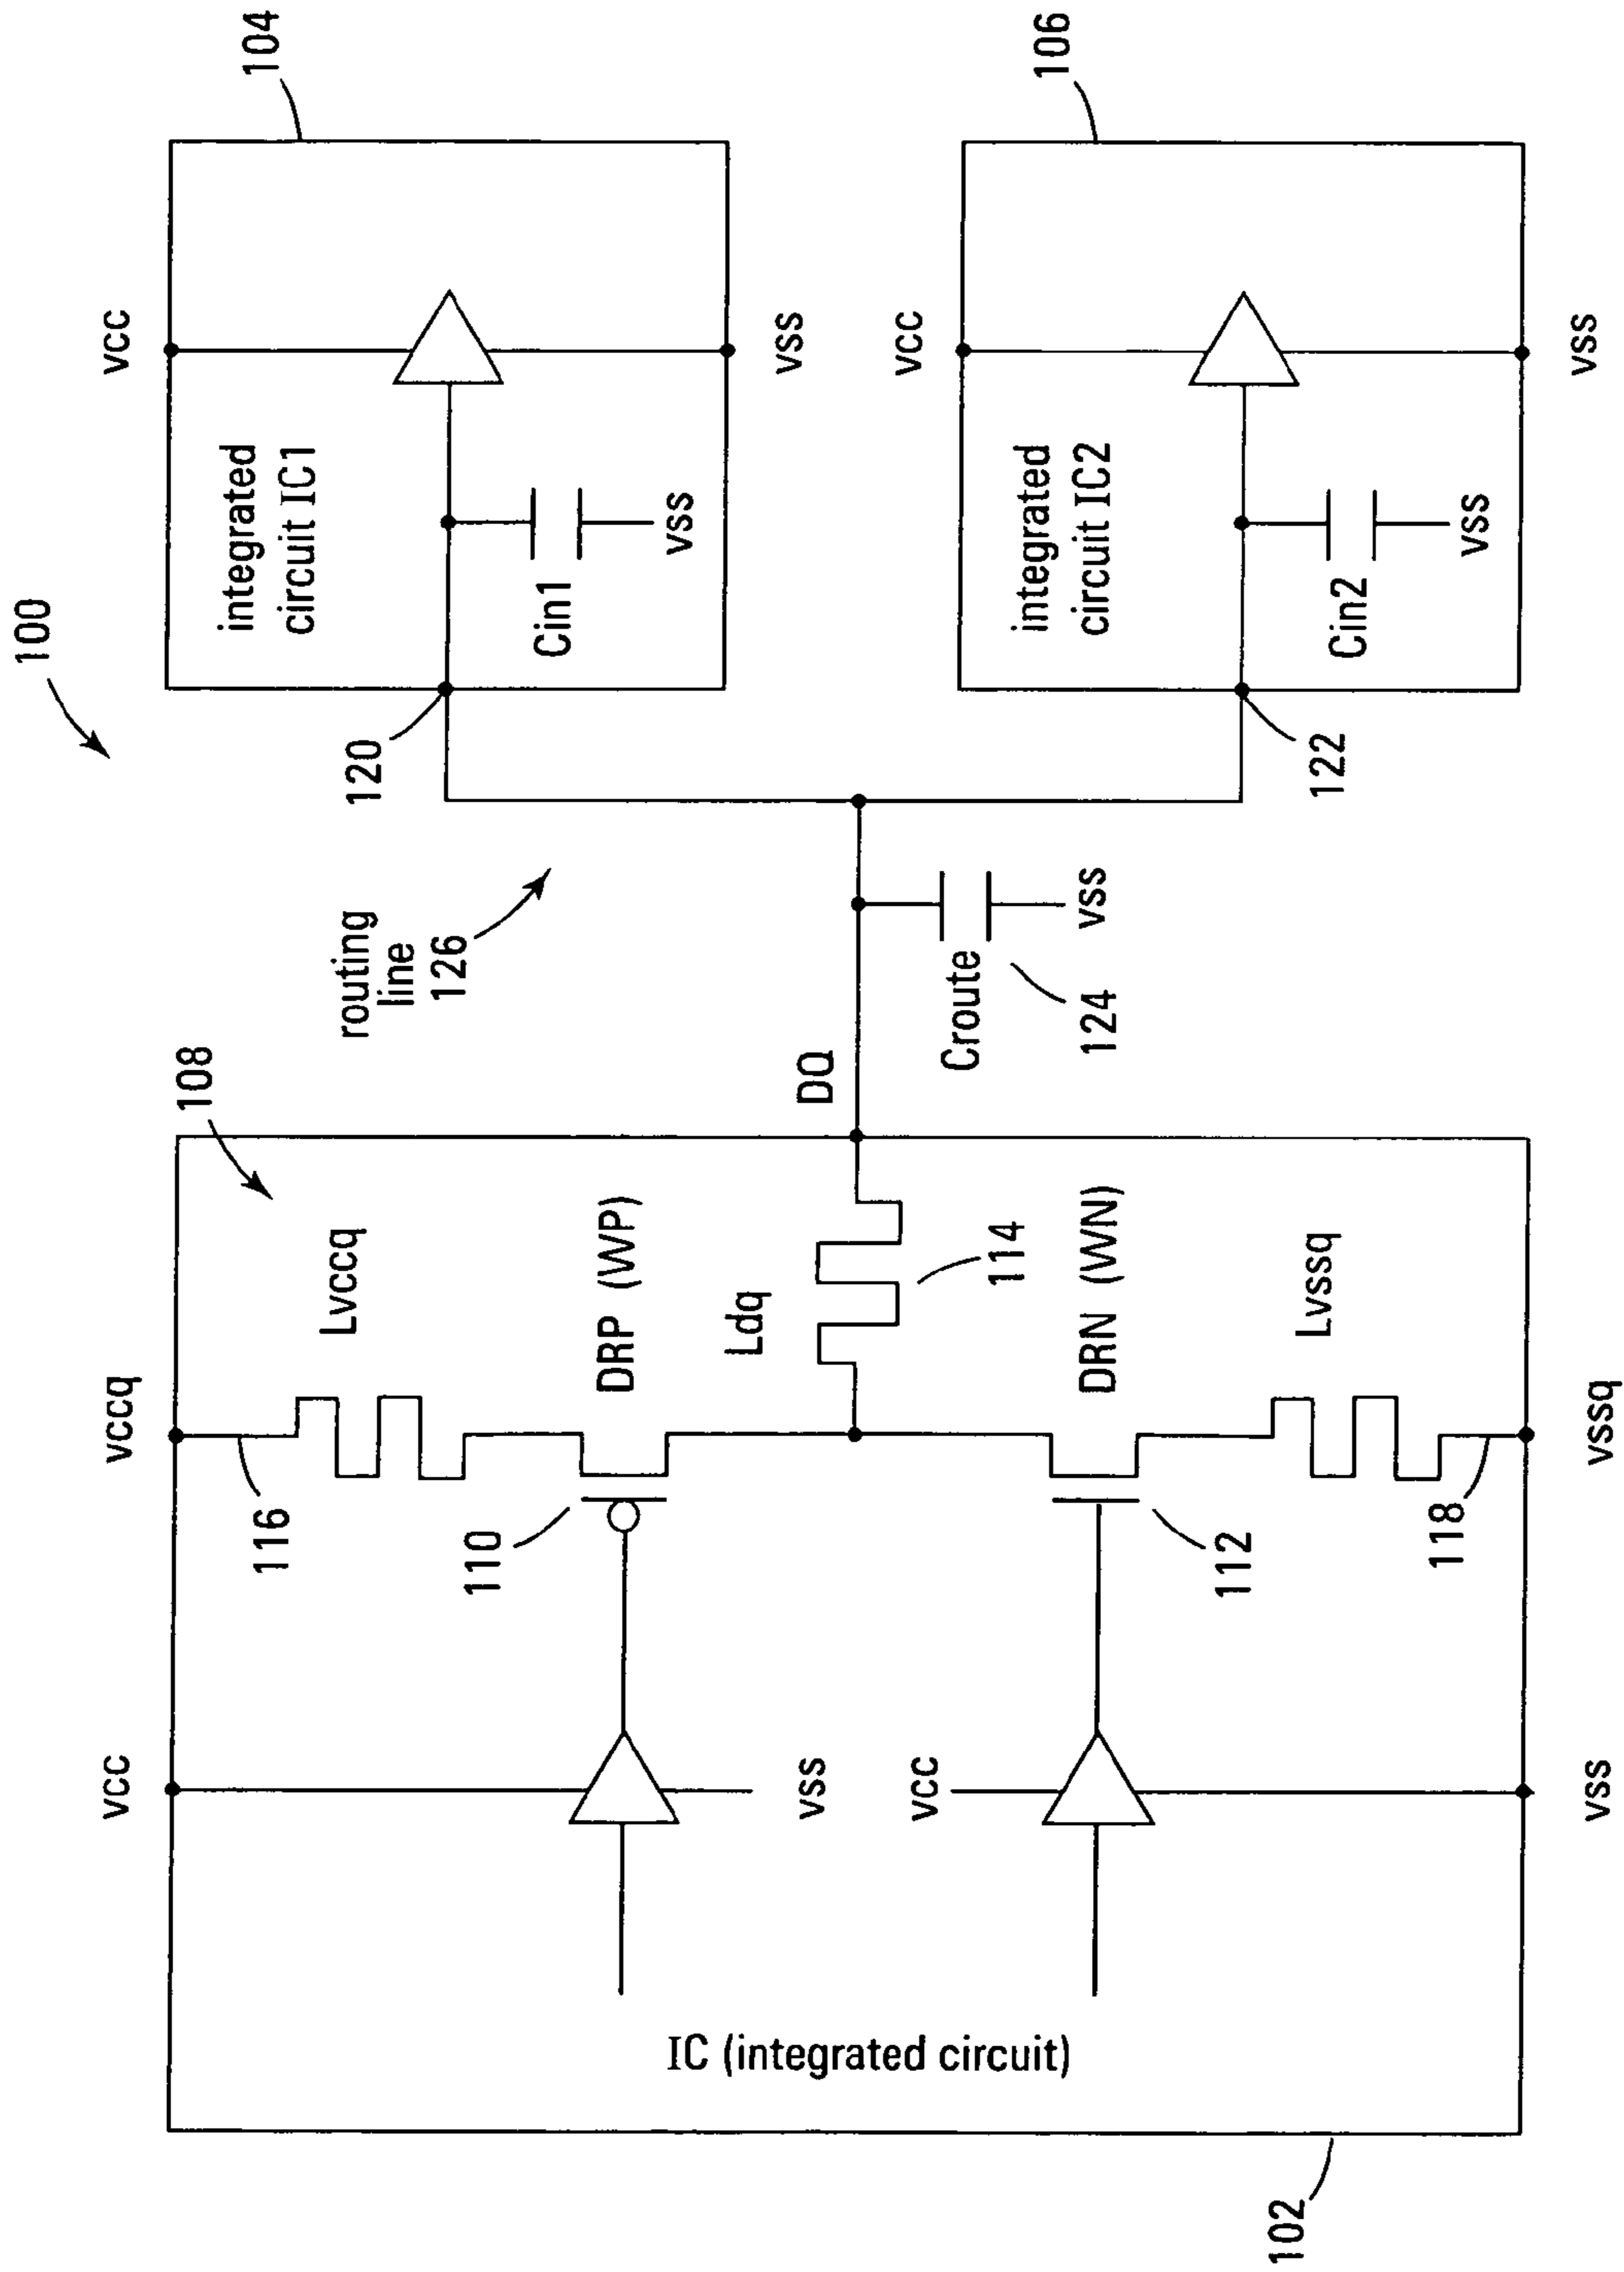 100
104
vcc
integrated
circuit IC1
Cin1
vss
vss
120
106
vcc
integrated
circuit IC2
Cin2
vss
vss
122
routing
line
126
DQ
Croute
vss
124
108
vccq
Lvccq
116
DRP (WP)
110
Ldq
114
DRN (WN)
112
Lvssq
118
vssq
vcc
vss
vcc
vss
IC (integrated circuit)
102